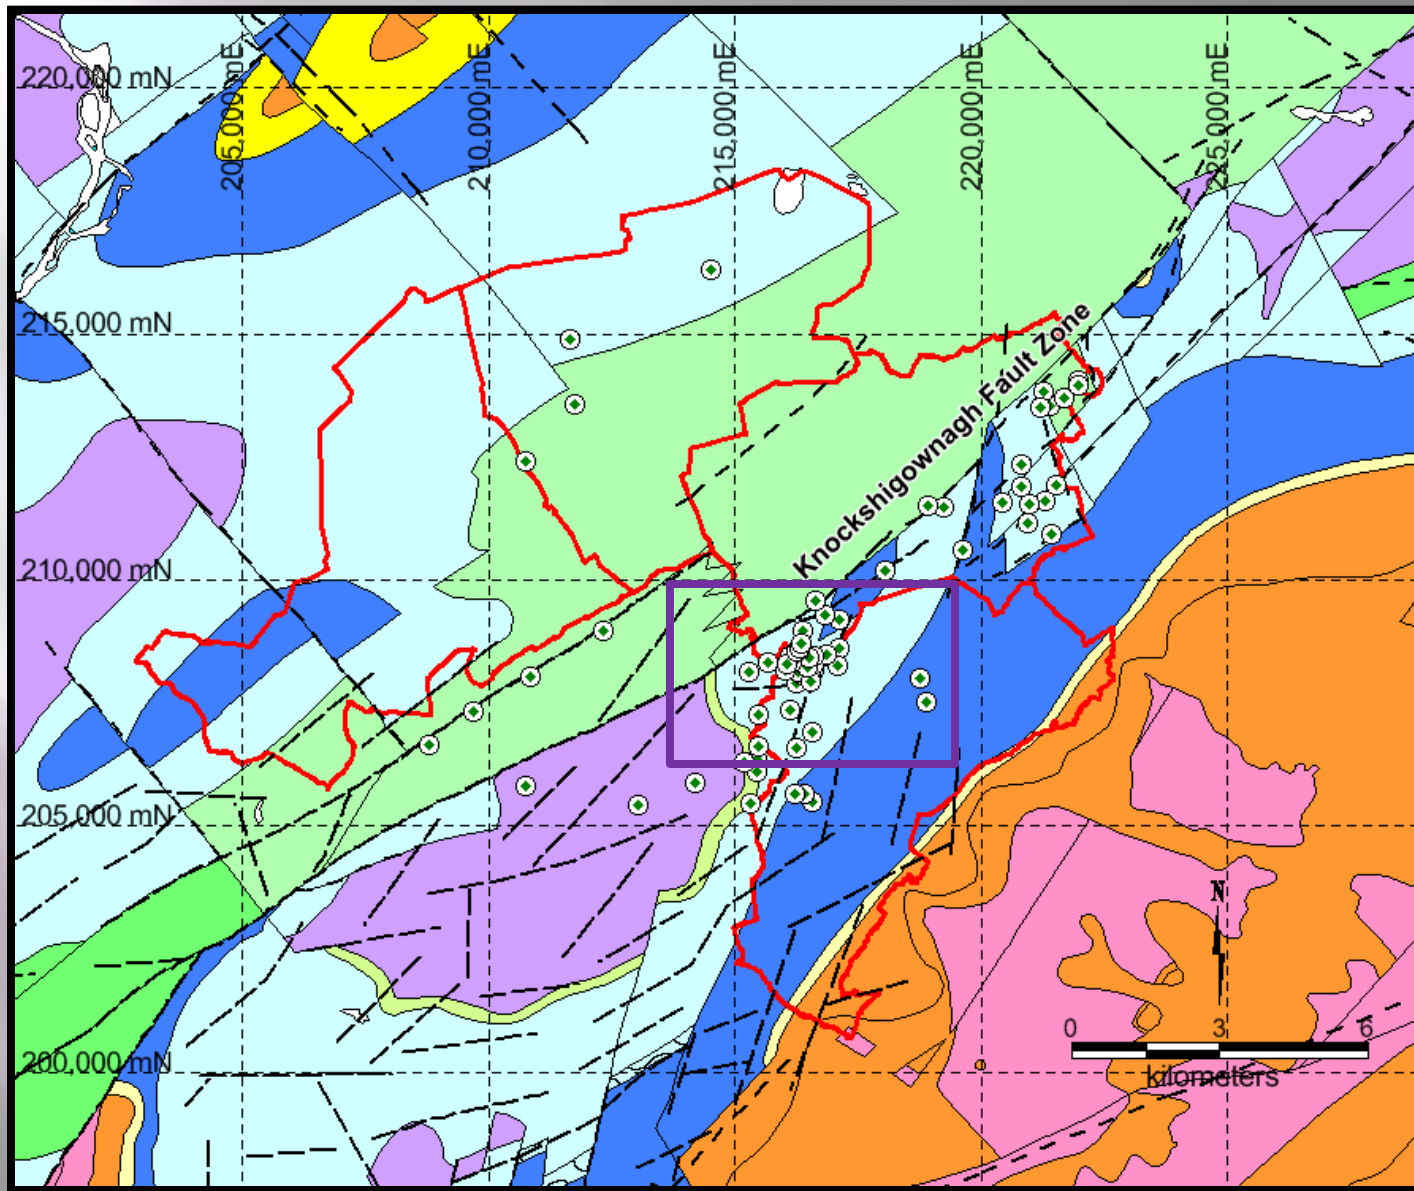 205,000 mE
210,000 mE
215,000 mE
220,000 mE
225,000 mE
220,000 mN
215,000 mN
Knockshigownagh Fault Zone
210,000 mN
205,000 mN
N
0 3 6
kilometers
200,000 mN